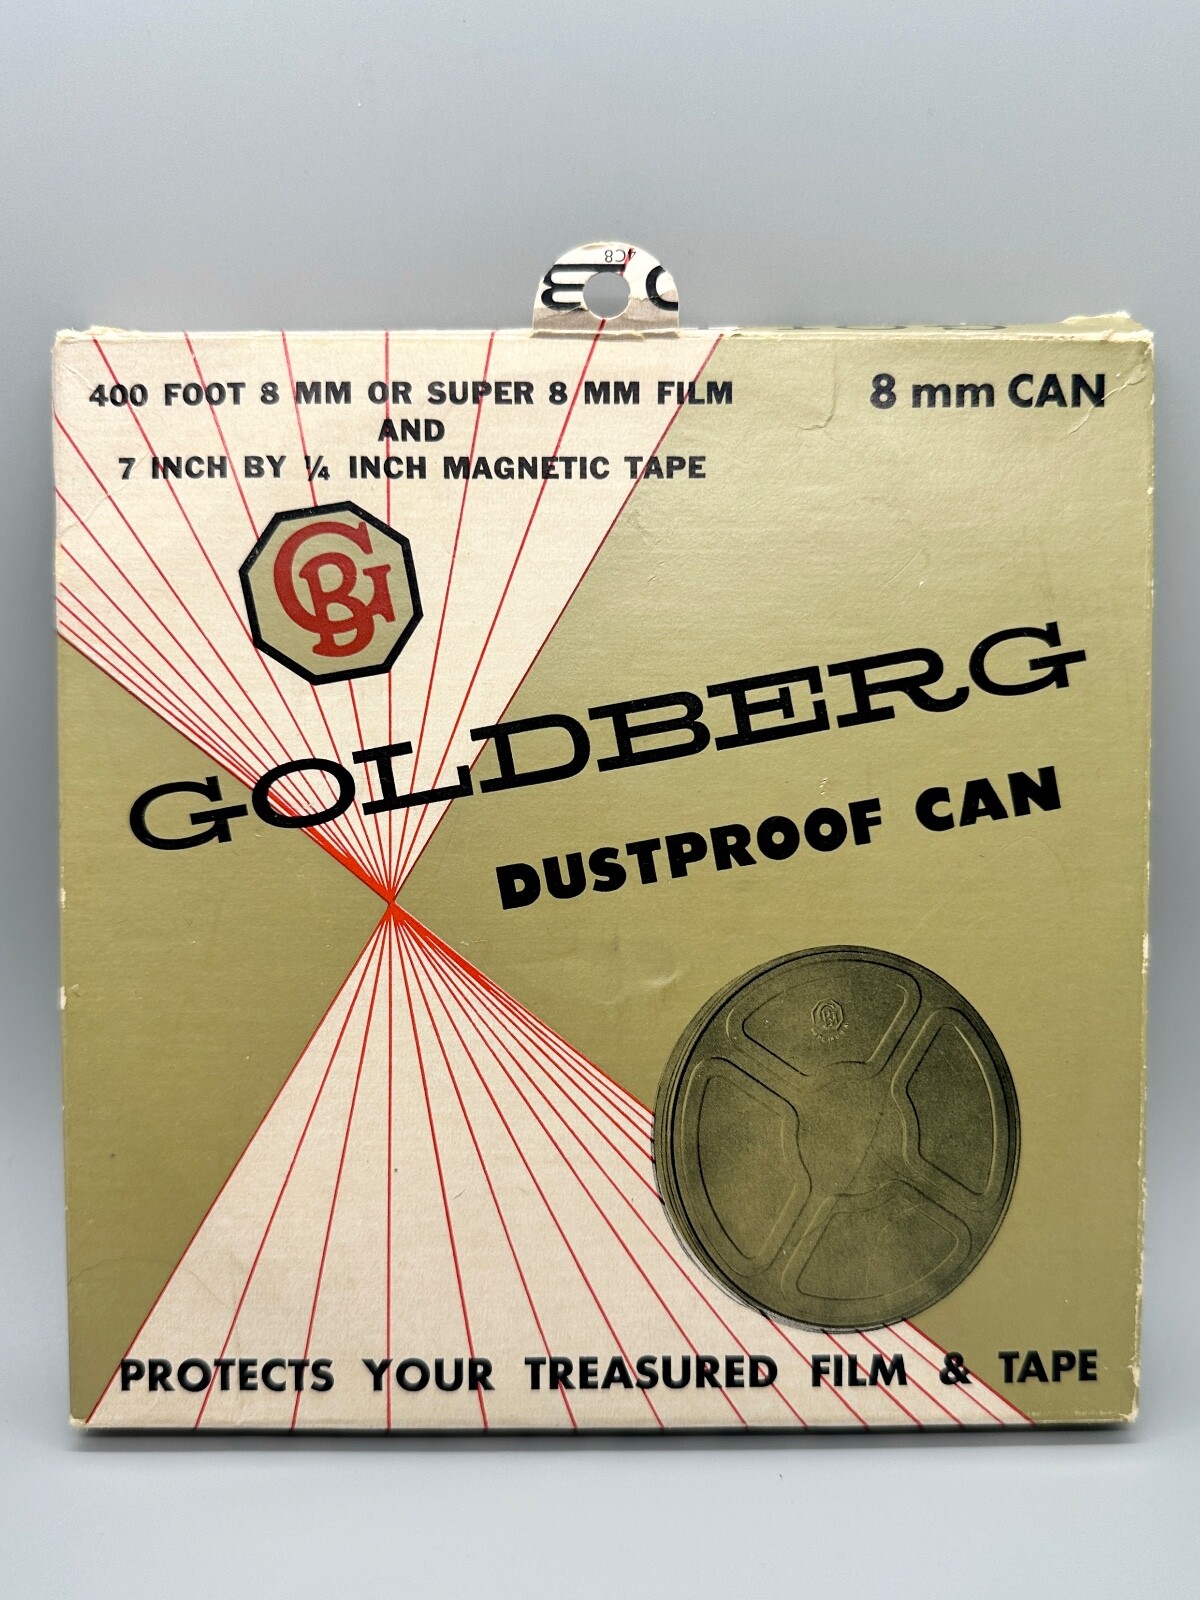 4C8
400 FOOT 8 MM OR SUPER 8 MM FILM
AND
7 INCH BY ¼ INCH MAGNETIC TAPE
8 mm CAN
GB
GOLDBERG
DUSTPROOF CAN
PROTECTS YOUR TREASURED FILM & TAPE